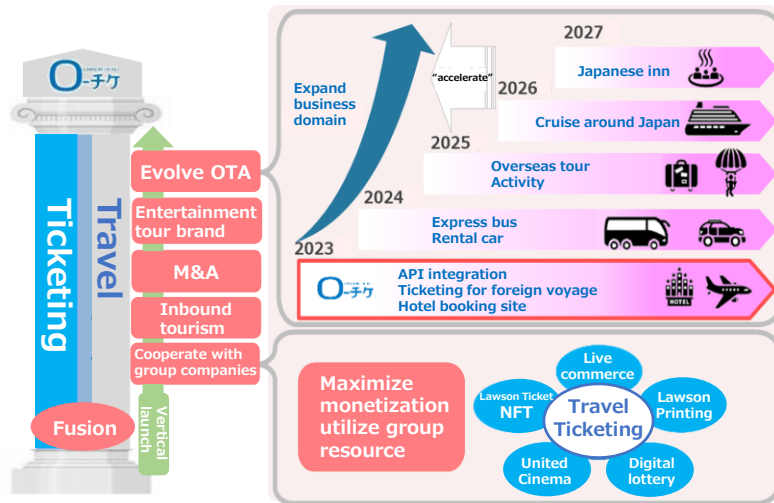 ローチケ
Ticketing
Travel
Fusion
Vertical
launch
Evolve OTA
Entertainment
tour brand
M&A
Inbound
tourism
Cooperate with
group companies
Expand
business
domain
"accelerate"
2027
Japanese inn
2026
Cruise around Japan
2025
Overseas tour
Activity
2024
Express bus
Rental car
2023
ローチケ
API integration
Ticketing for foreign voyage
Hotel booking site
HOTEL
Maximize
monetization
utilize group
resource
Live
commerce
Lawson Ticket
NFT
Lawson
Printing
Travel
Ticketing
United
Cinema
Digital
lottery